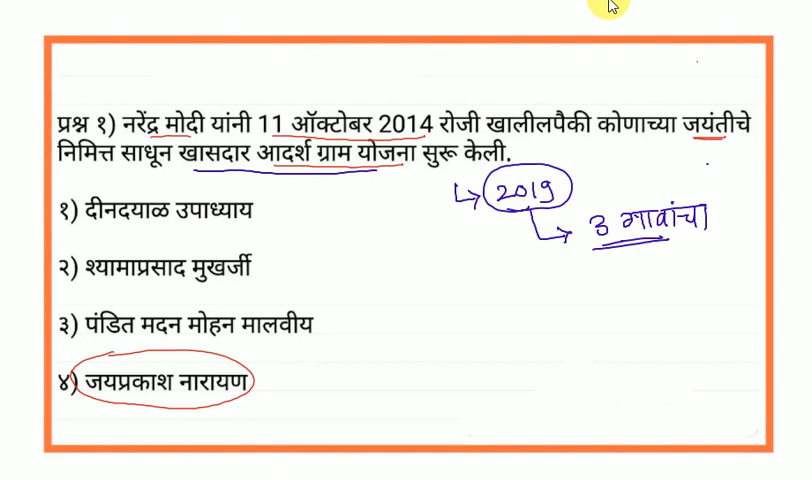 प्रश्न १) नरेंद्र मोदी यांनी 11 ऑक्टोबर 2014 रोजी खालीलपैकी कोणाच्या जयंतीचे
निमित्त साधून खासदार आदर्श ग्राम योजना सुरू केली.
2019
3 गावांचा
१) दीनदयाळ उपाध्याय
२) श्यामाप्रसाद मुखर्जी
३) पंडित मदन मोहन मालवीय
४) जयप्रकाश नारायण